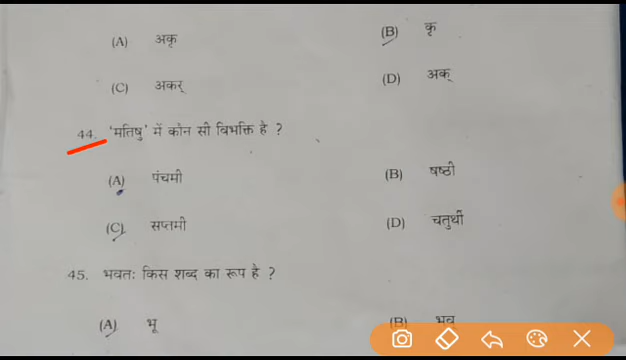 (A) अकृ (B) कृ
(C) अकर् (D) अक्
44. 'मतिषु' में कौन सी विभक्ति है ?
(A) पंचमी (B) षष्ठी
(C) सप्तमी (D) चतुर्थी
45. भवतः किस शब्द का रूप है ?
(A) भू (B) भव्